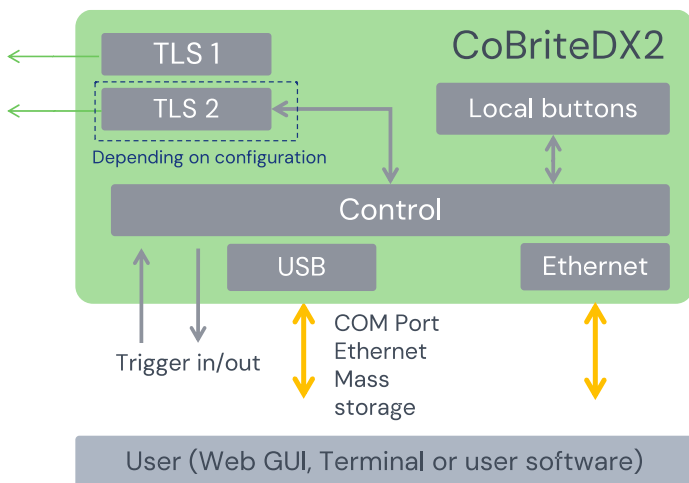 CoBriteDX2
TLS 1
TLS 2
Depending on configuration
Local buttons
Control
USB
Ethernet
Trigger in/out
COM Port
Ethernet
Mass
storage
User (Web GUI, Terminal or user software)